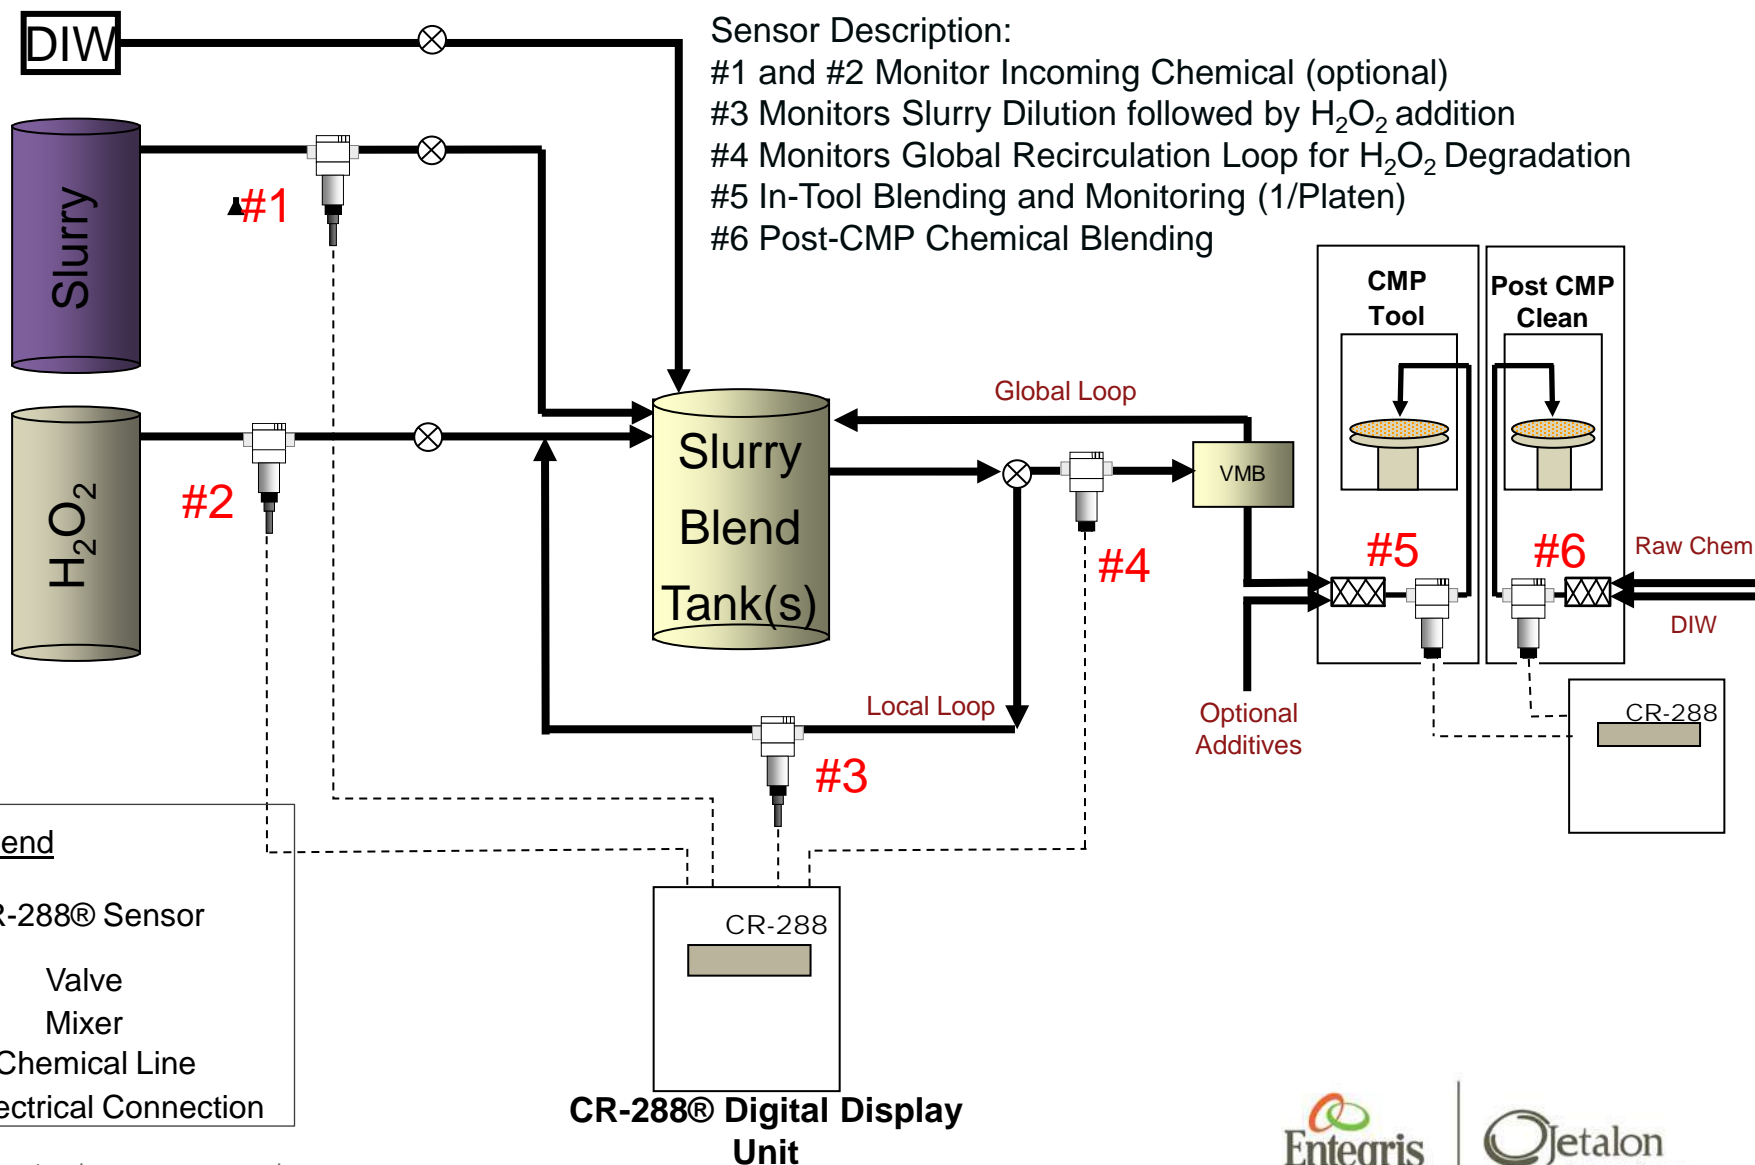 DIW
Sensor Description:
#1 and #2 Monitor Incoming Chemical (optional)
#3 Monitors Slurry Dilution followed by H₂O₂ addition
#4 Monitors Global Recirculation Loop for H₂O₂ Degradation
#5 In-Tool Blending and Monitoring (1/Platen)
#6 Post-CMP Chemical Blending
Slurry
#1
H₂O₂
#2
Slurry
Blend
Tank(s)
Global Loop
VMB
#4
Local Loop
#3
CMP
Tool
Post CMP
Clean
#5
#6
Raw Chem
DIW
Optional
Additives
CR-288
end
R-288® Sensor
Valve
Mixer
Chemical Line
ectrical Connection
CR-288
CR-288® Digital Display
Unit
Entegris
Jetalon